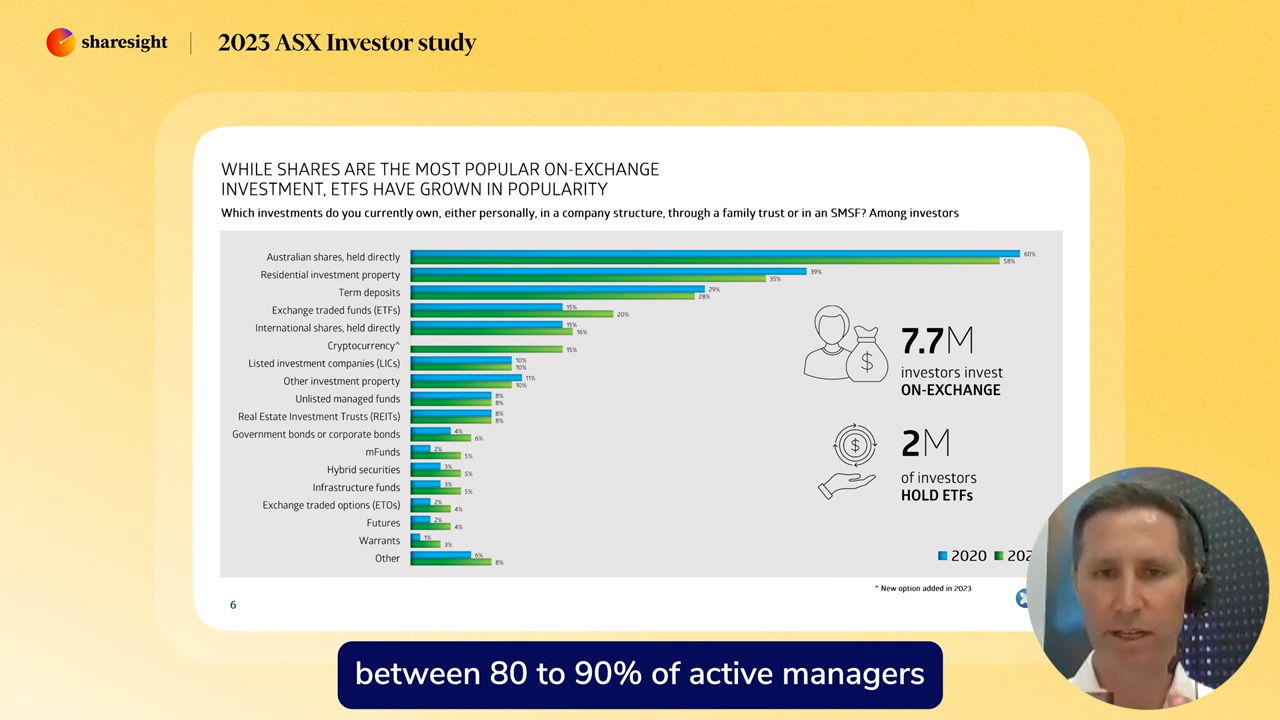 sharesight
2023 ASX Investor study
WHILE SHARES ARE THE MOST POPULAR ON-EXCHANGE
INVESTMENT, ETFS HAVE GROWN IN POPULARITY
Which investments do you currently own, either personally, in a company structure, through a family trust or in an SMSF? Among investors
Australian shares, held directly
60%
58%
Residential investment property
39%
35%
Term deposits
29%
28%
Exchange traded funds (ETFs)
15%
20%
International shares, held directly
15%
16%
Cryptocurrency^
15%
Listed investment companies (LICs)
10%
10%
Other investment property
11%
10%
Unlisted managed funds
8%
8%
Real Estate Investment Trusts (REITs)
8%
8%
Government bonds or corporate bonds
4%
6%
mFunds
2%
5%
Hybrid securities
3%
5%
Infrastructure funds
3%
5%
Exchange traded options (ETOs)
2%
4%
Futures
2%
4%
Warrants
1%
3%
Other
6%
8%
$
7.7M
investors invest
ON-EXCHANGE
$
2M
of investors
HOLD ETFs
2020
202
^ New option added in 2023
6
between 80 to 90% of active managers